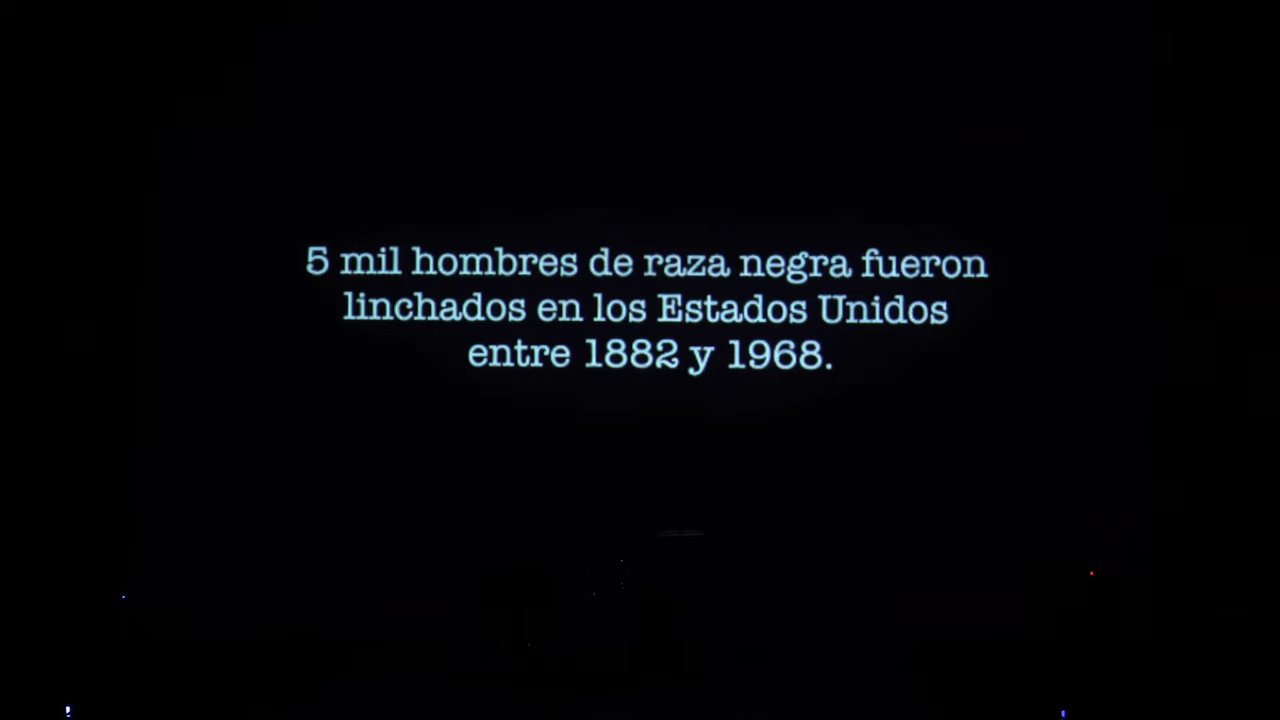 5 mil hombres de raza negra fueron
linchados en los Estados Unidos
entre 1882 y 1968.